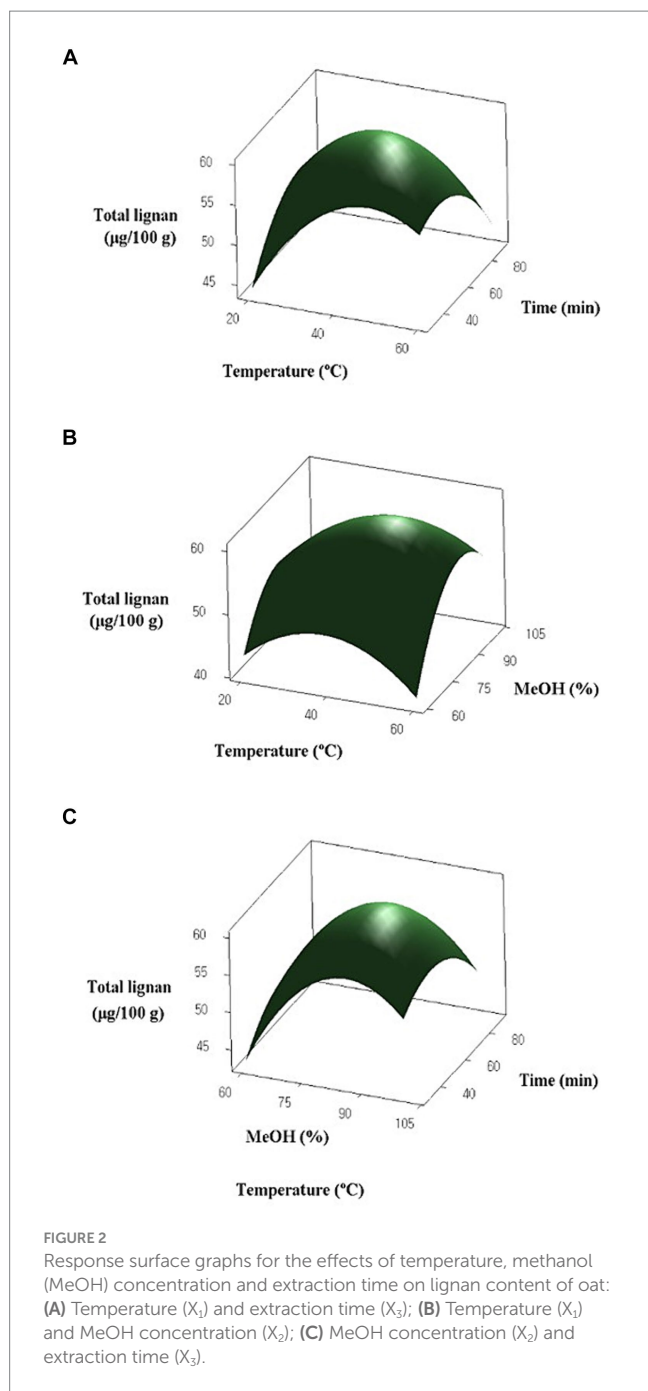 A
60
55
50
45
Total lignan
(µg/100 g)
20
40
60
Temperature (°C)
40
60
80
Time (min)
B
60
50
40
Total lignan
(µg/100 g)
20
40
60
Temperature (°C)
60
75
90
105
MeOH (%)
C
60
55
50
45
Total lignan
(µg/100 g)
60
75
90
105
MeOH (%)
40
60
80
Time (min)
Temperature (°C)
FIGURE 2
Response surface graphs for the effects of temperature, methanol
(MeOH) concentration and extraction time on lignan content of oat:
(A) Temperature (X₁) and extraction time (X₃); (B) Temperature (X₁)
and MeOH concentration (X₂); (C) MeOH concentration (X₂) and
extraction time (X₃).